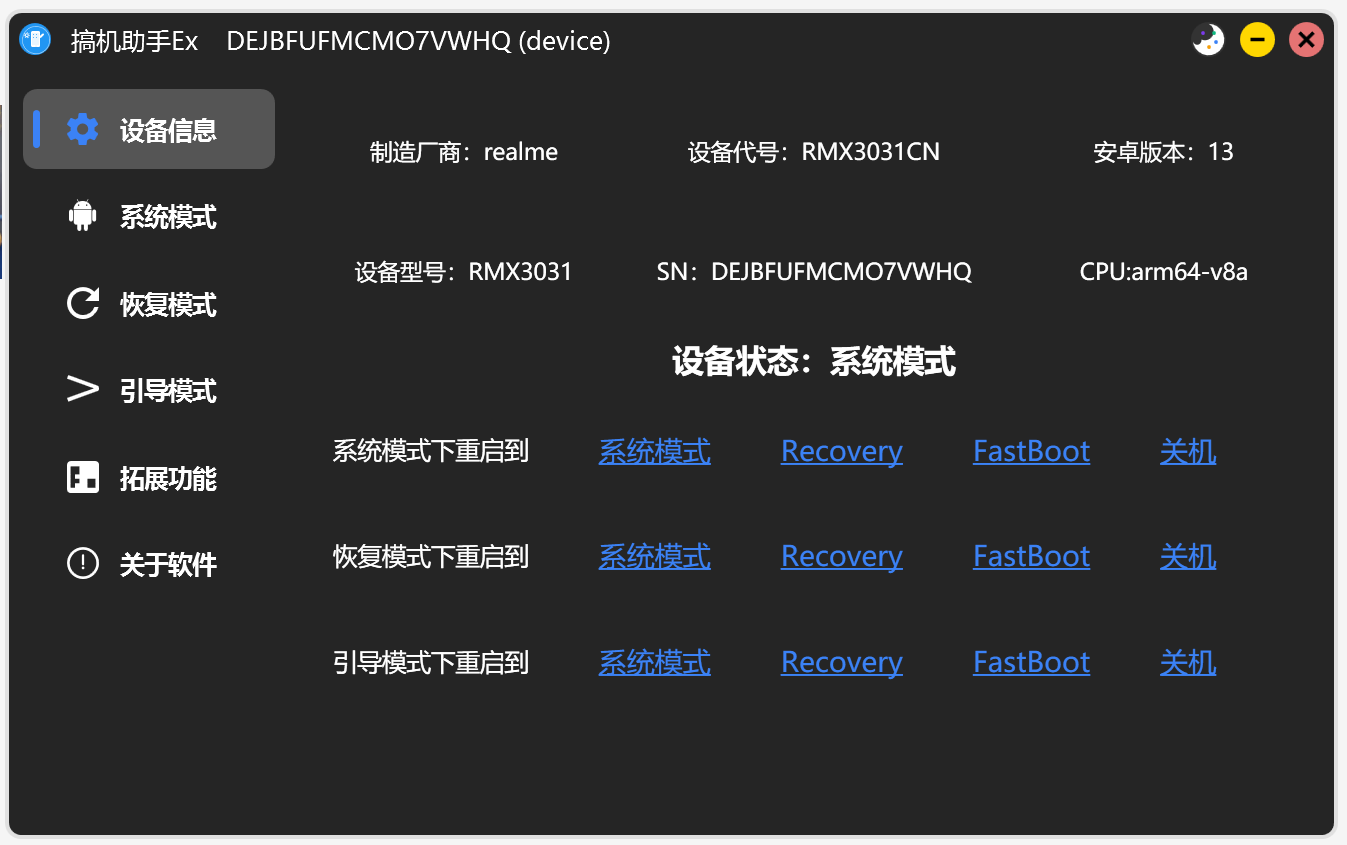 搞机助手Ex DEJBFUFMCMO7VWHQ (device)
设备信息
系统模式
恢复模式
引导模式
拓展功能
关于软件
制造厂商：realme 设备代号：RMX3031CN 安卓版本：13
设备型号：RMX3031 SN：DEJBFUFMCMO7VWHQ CPU:arm64-v8a
设备状态：系统模式
系统模式下重启到 系统模式 Recovery FastBoot 关机
恢复模式下重启到 系统模式 Recovery FastBoot 关机
引导模式下重启到 系统模式 Recovery FastBoot 关机